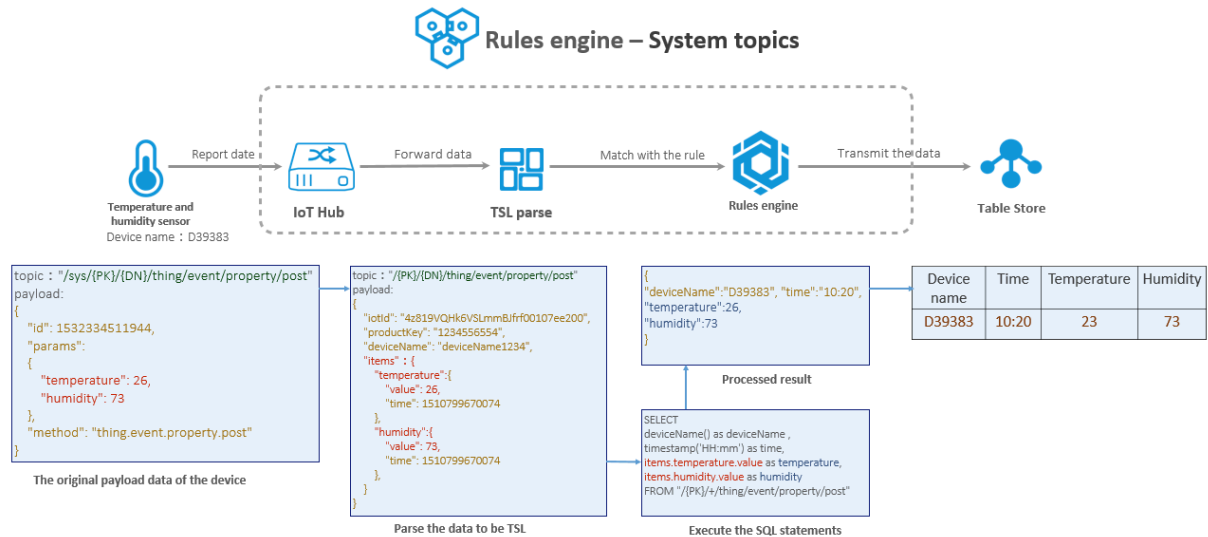 Rules engine – System topics
Report date
Forward data
Match with the rule
Transmit the data
Temperature and
humidity sensor
Device name：D39383
IoT Hub
TSL parse
Rules engine
Table Store
topic："/sys/{PK}/{DN}/thing/event/property/post"
payload:
{
"id": 1532334511944,
"params":
{
"temperature": 26,
"humidity": 73
},
"method": "thing.event.property.post"
}
The original payload data of the device
topic："/{PK}/{DN}/thing/event/property/post"
payload:
{
"iotId": "4z819VQHk6VSLmmBJfrf00107ee200",
"productKey": "1234556554",
"deviceName": "deviceName1234",
"items"：{
"temperature":{
"value": 26,
"time": 1510799670074
},
"humidity":{
"value": 73,
"time": 1510799670074
},
}
}
Parse the data to be TSL
{
"deviceName":"D39383", "time":"10:20",
"temperature":26,
"humidity":73
}
Processed result
SELECT
deviceName() as deviceName ,
timestamp('HH:mm') as time,
items.temperature.value as temperature,
items.humidity.value as humidity
FROM "/{PK}/+/thing/event/property/post"
Execute the SQL statements
Device name Time Temperature Humidity
D39383 10:20 23 73